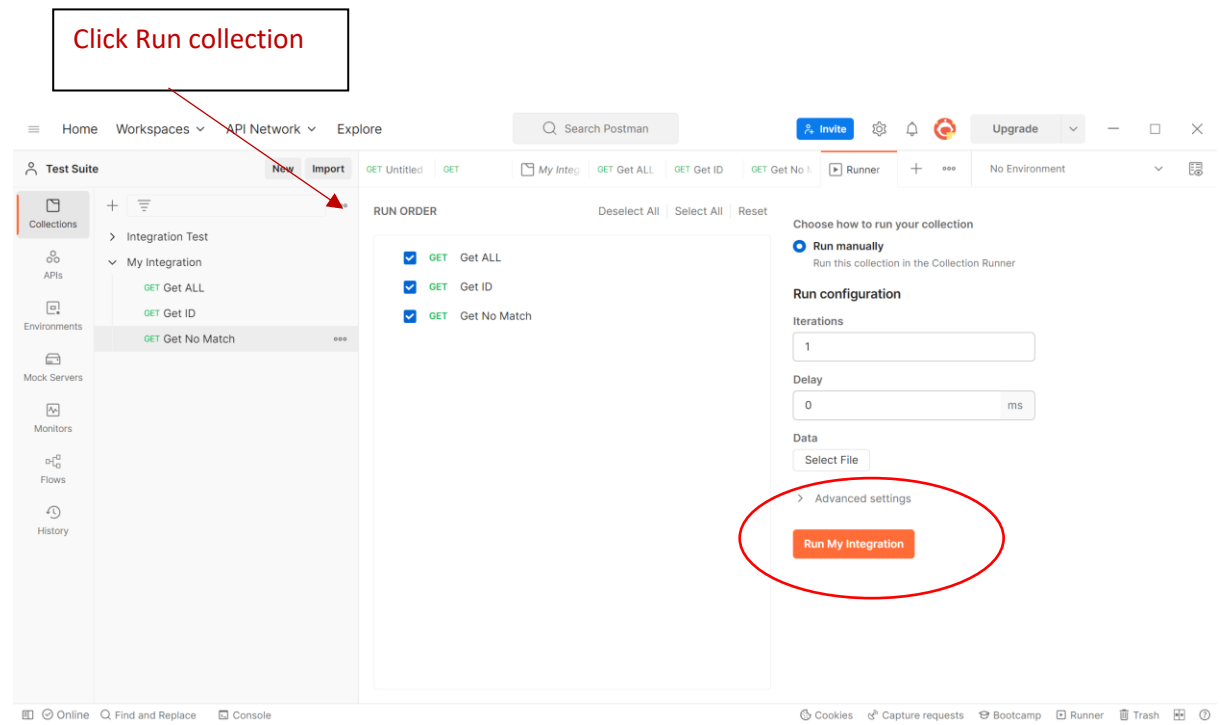 Click Run collection
Home Workspaces API Network Explore
Search Postman
Invite
Upgrade
Test Suite
New Import
GET Untitled GET My Integ GET Get ALL GET Get ID GET Get No Runner
No Environment
Collections
APIs
Environments
Mock Servers
Monitors
Flows
History
Integration Test
My Integration
GET Get ALL
GET Get ID
GET Get No Match
RUN ORDER
Deselect All Select All Reset
GET Get ALL
GET Get ID
GET Get No Match
Choose how to run your collection
Run manually
Run this collection in the Collection Runner
Run configuration
Iterations
1
Delay
0 ms
Data
Select File
Advanced settings
Run My Integration
Online Find and Replace Console
Cookies Capture requests Bootcamp Runner Trash